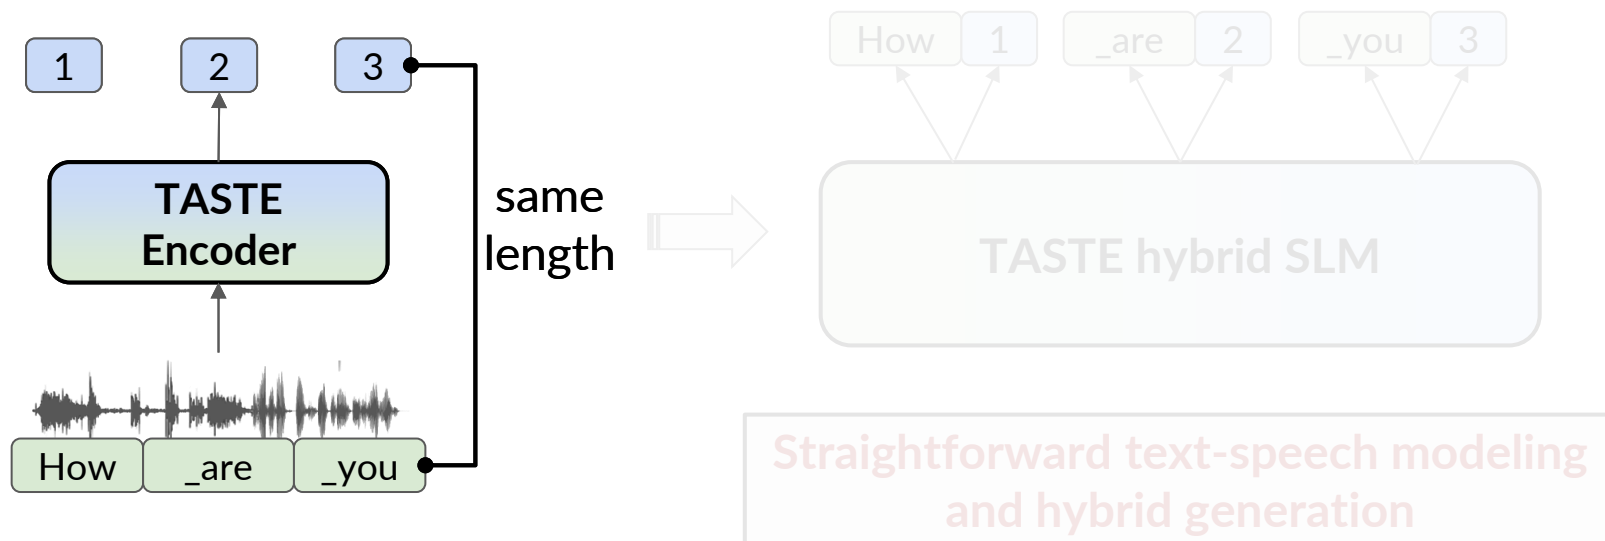 1 2 3
TASTE
Encoder
same
length
How _are _you
How 1 _are 2 _you 3
TASTE hybrid SLM
Straightforward text-speech modeling
and hybrid generation